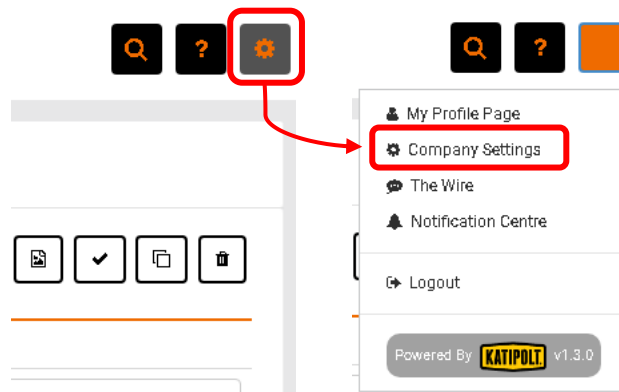 ?
?
My Profile Page
Company Settings
The Wire
Notification Centre
Logout
Powered By KATIPOLT. v1.3.0